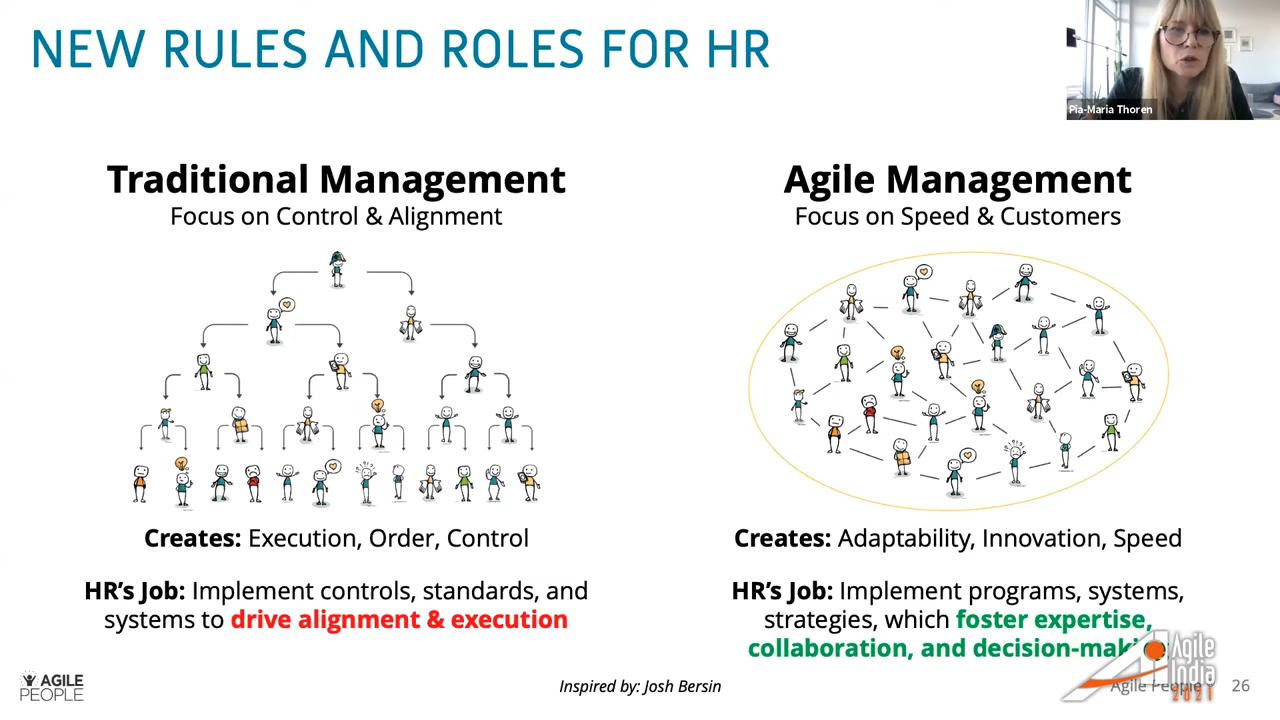 NEW RULES AND ROLES FOR HR
Pia-Maria Thoren
Traditional Management
Focus on Control & Alignment
Creates: Execution, Order, Control
HR's Job: Implement controls, standards, and
systems to drive alignment & execution
Agile Management
Focus on Speed & Customers
Creates: Adaptability, Innovation, Speed
HR's Job: Implement programs, systems,
strategies, which foster expertise,
collaboration, and decision-making
AGILE
PEOPLE
Inspired by: Josh Bersin
Agile People
26
Agile
India
2021